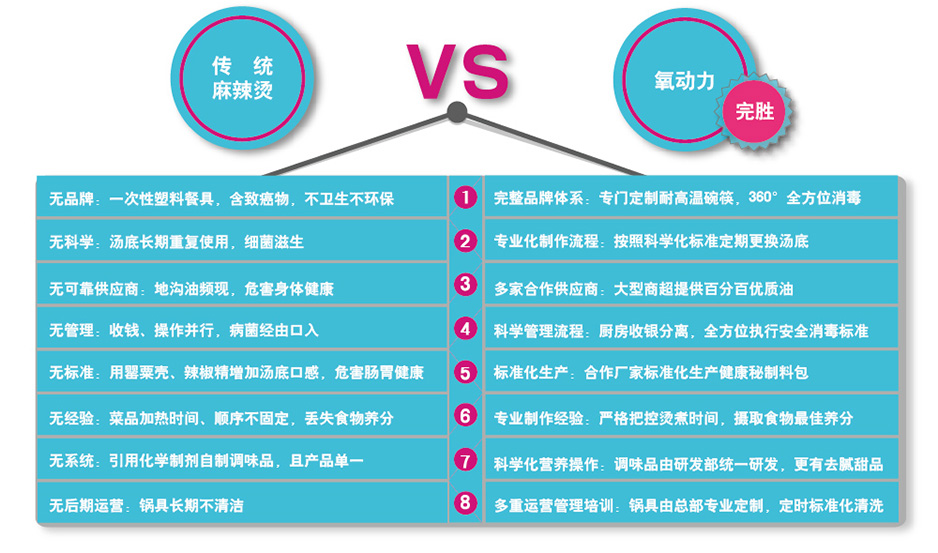 传 统
麻辣烫
VS
氧动力
完胜
无品牌：一次性塑料餐具，含致癌物，不卫生不环保
1
完整品牌体系：专门定制耐高温碗筷，360°全方位消毒
无科学：汤底长期重复使用，细菌滋生
2
专业化制作流程：按照科学化标准定期更换汤底
无可靠供应商：地沟油频现，危害身体健康
3
多家合作供应商：大型商超提供百分百优质油
无管理：收钱、操作并行，病菌经由口入
4
科学管理流程：厨房收银分离，全方位执行安全消毒标准
无标准：用罂粟壳、辣椒精增加汤底口感，危害肠胃健康
5
标准化生产：合作厂家标准化生产健康秘制料包
无经验：菜品加热时间、顺序不固定，丢失食物养分
6
专业制作经验：严格把控烫煮时间，摄取食物最佳养分
无系统：引用化学制剂自制调味品，且产品单一
7
科学化营养操作：调味品由研发部统一研发，更有去腻甜品
无后期运营：锅具长期不清洁
8
多重运营管理培训：锅具由总部专业定制，定时标准化清洗